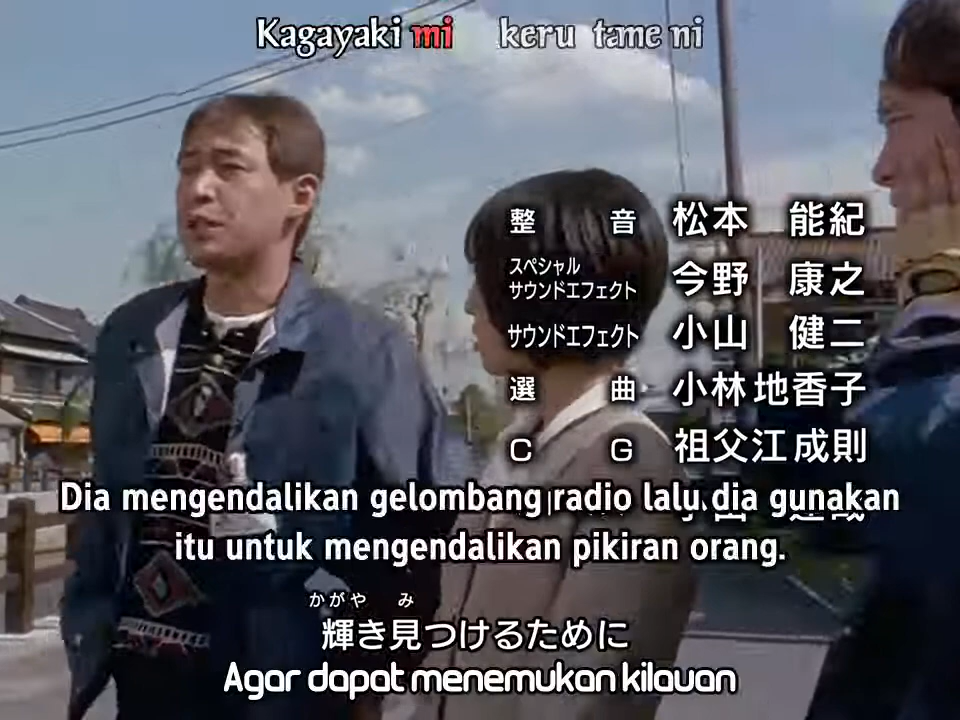 Kagayaki mi keru tame ni
整 音 松本 能紀
スペシャル
サウンドエフェクト 今野 康之
サウンドエフェクト 小山 健二
選 曲 小林 地香子
C G 祖父江 成則
Dia mengendalikan gelombang radio lalu dia gunakan
itu untuk mengendalikan pikiran orang.
かがや み
輝き見つけるために
Agar dapat menemukan kilauan